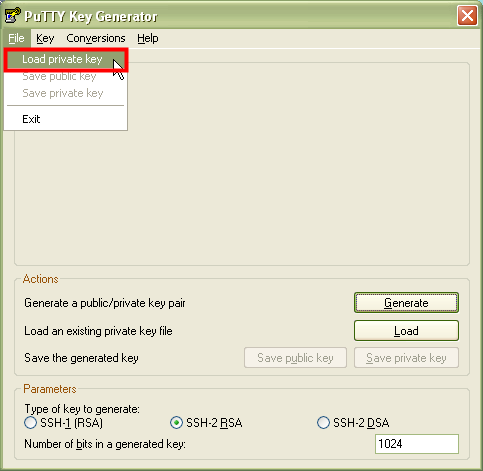 PuTTY Key Generator
File Key Conversions Help
Load private key
Save public key
Save private key
Exit
Actions
Generate a public/private key pair
Generate
Load an existing private key file
Load
Save the generated key
Save public key
Save private key
Parameters
Type of key to generate:
SSH-1 (RSA)
SSH-2 RSA
SSH-2 DSA
Number of bits in a generated key:
1024